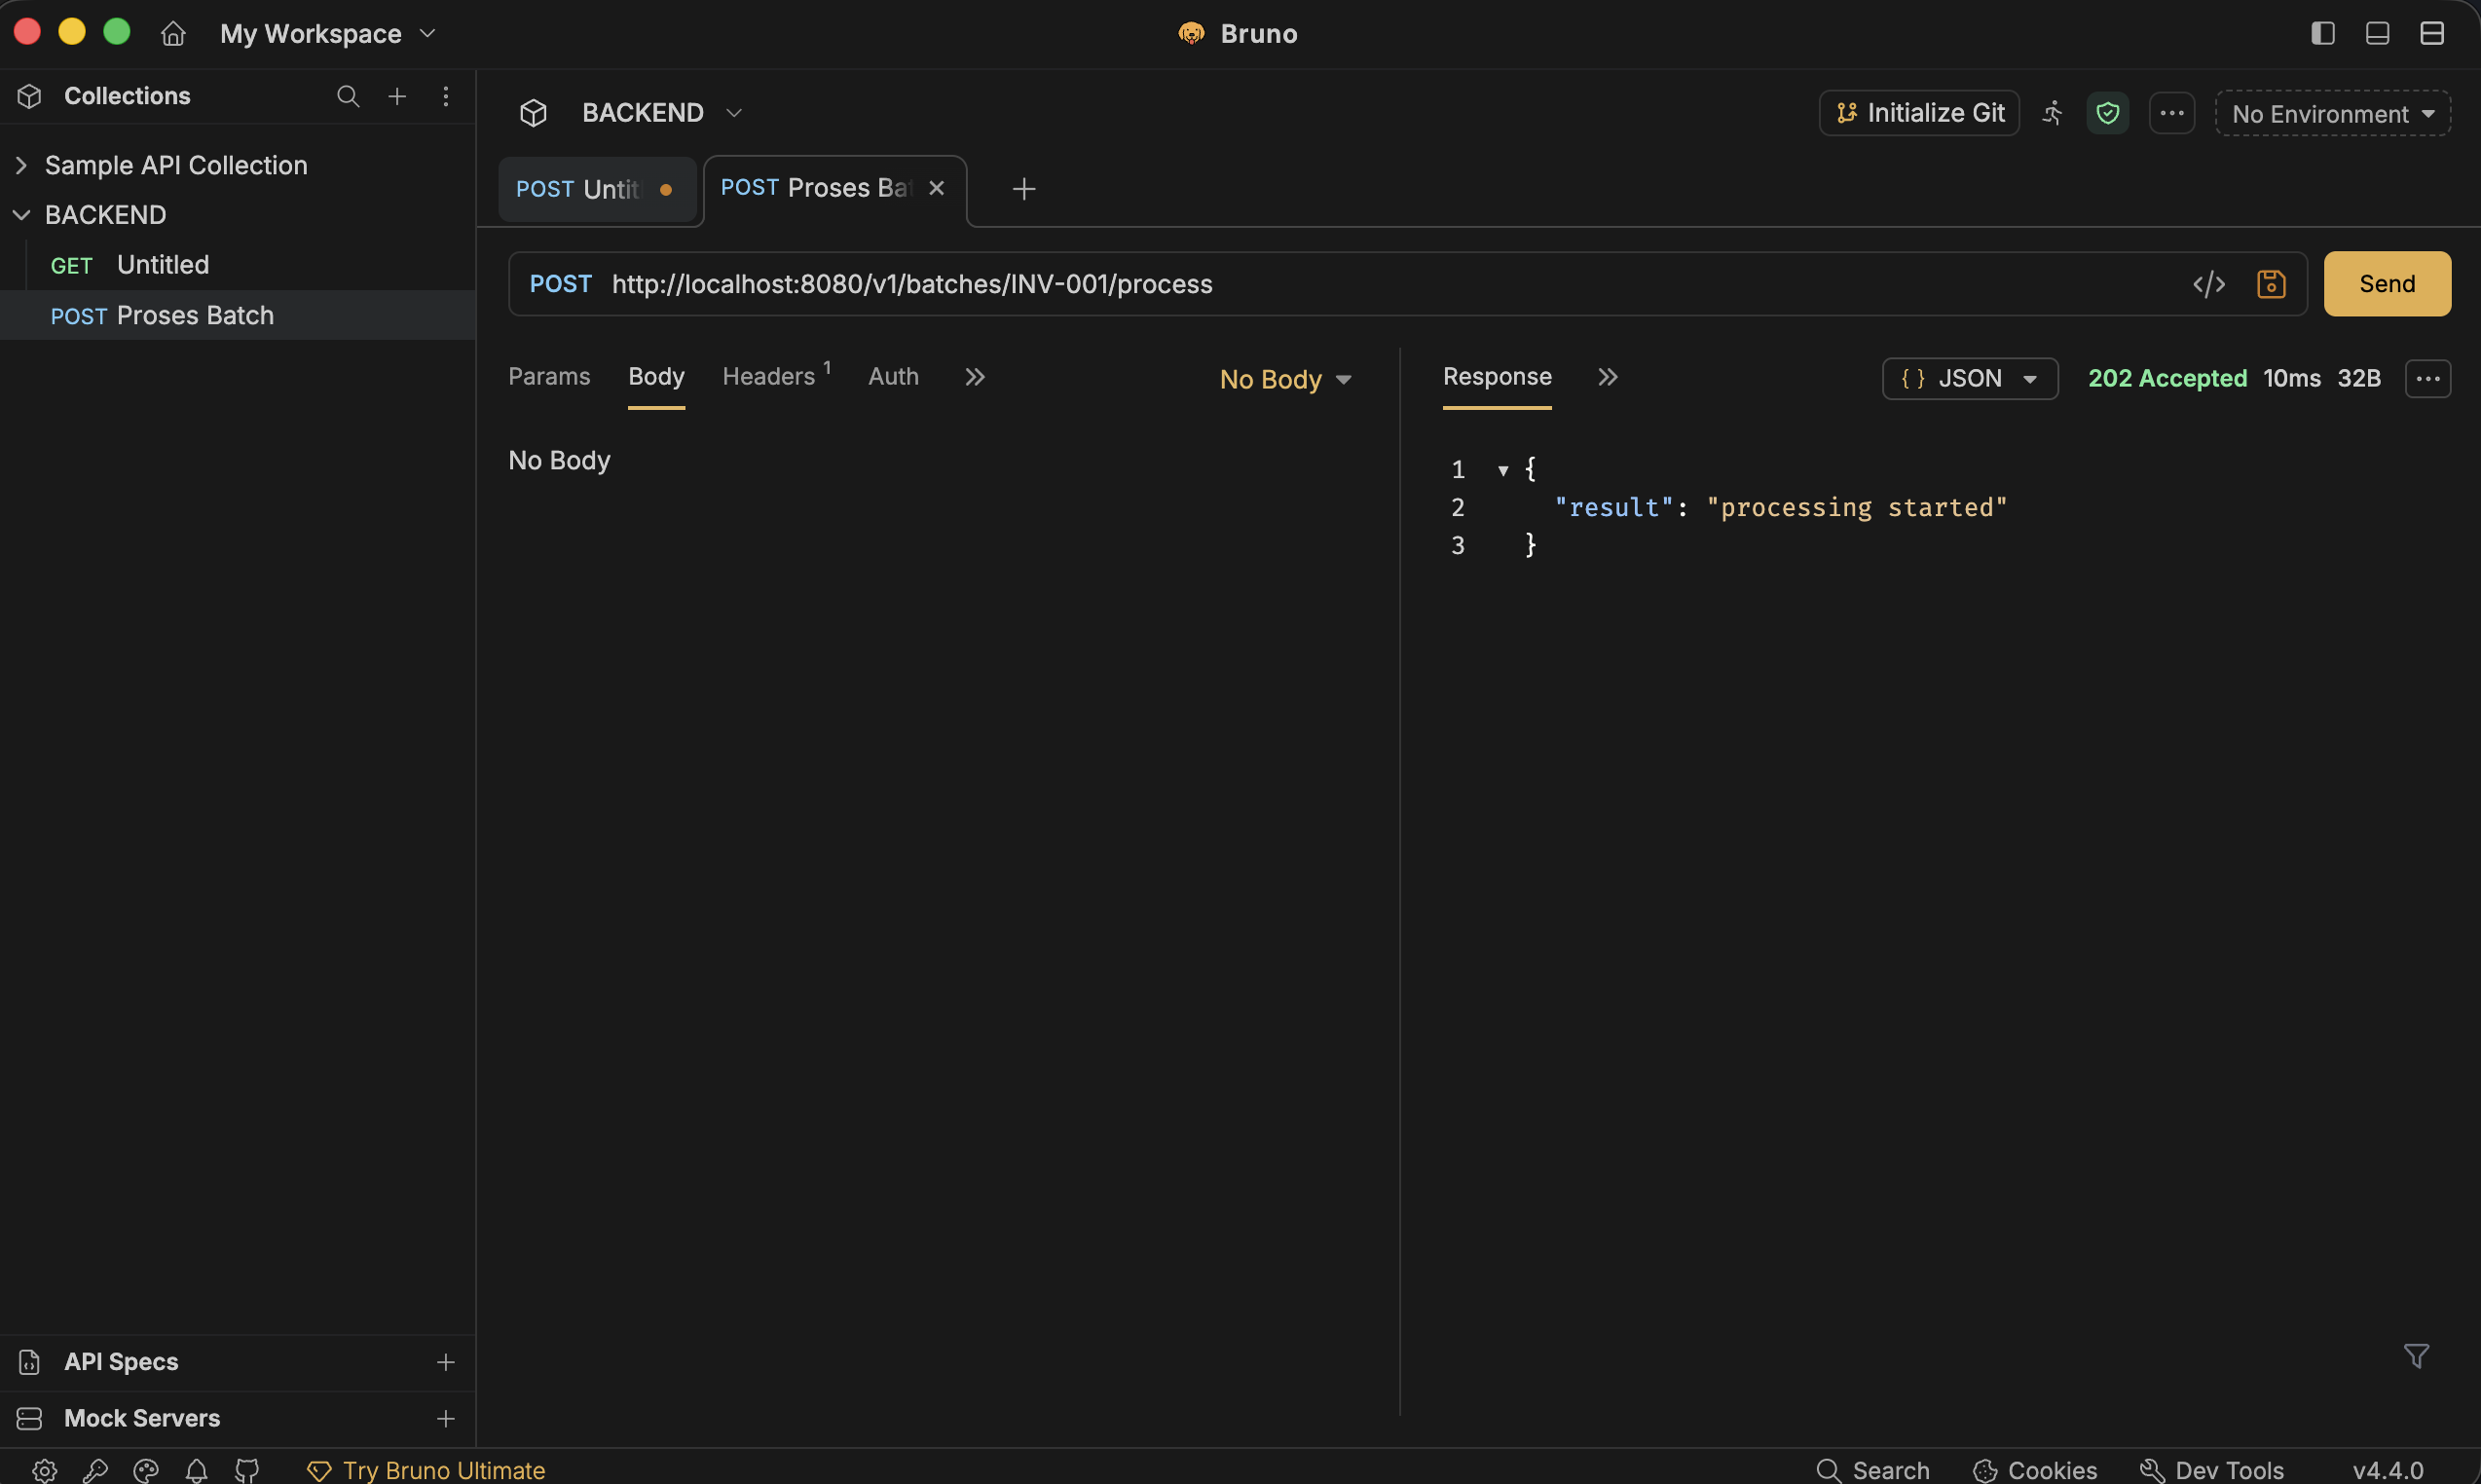 My Workspace
Bruno
Collections
BACKEND
Initialize Git
No Environment
Sample API Collection
BACKEND
GET Untitled
POST Proses Batch
POST Untit
POST Proses Bat
POST http://localhost:8080/v1/batches/INV-001/process
Send
Params
Body
Headers 1
Auth
No Body
No Body
Response
{ } JSON
202 Accepted 10ms 32B
1 {
2 "result": "processing started"
3 }
API Specs
Mock Servers
Try Bruno Ultimate
Search
Cookies
Dev Tools
v4.4.0